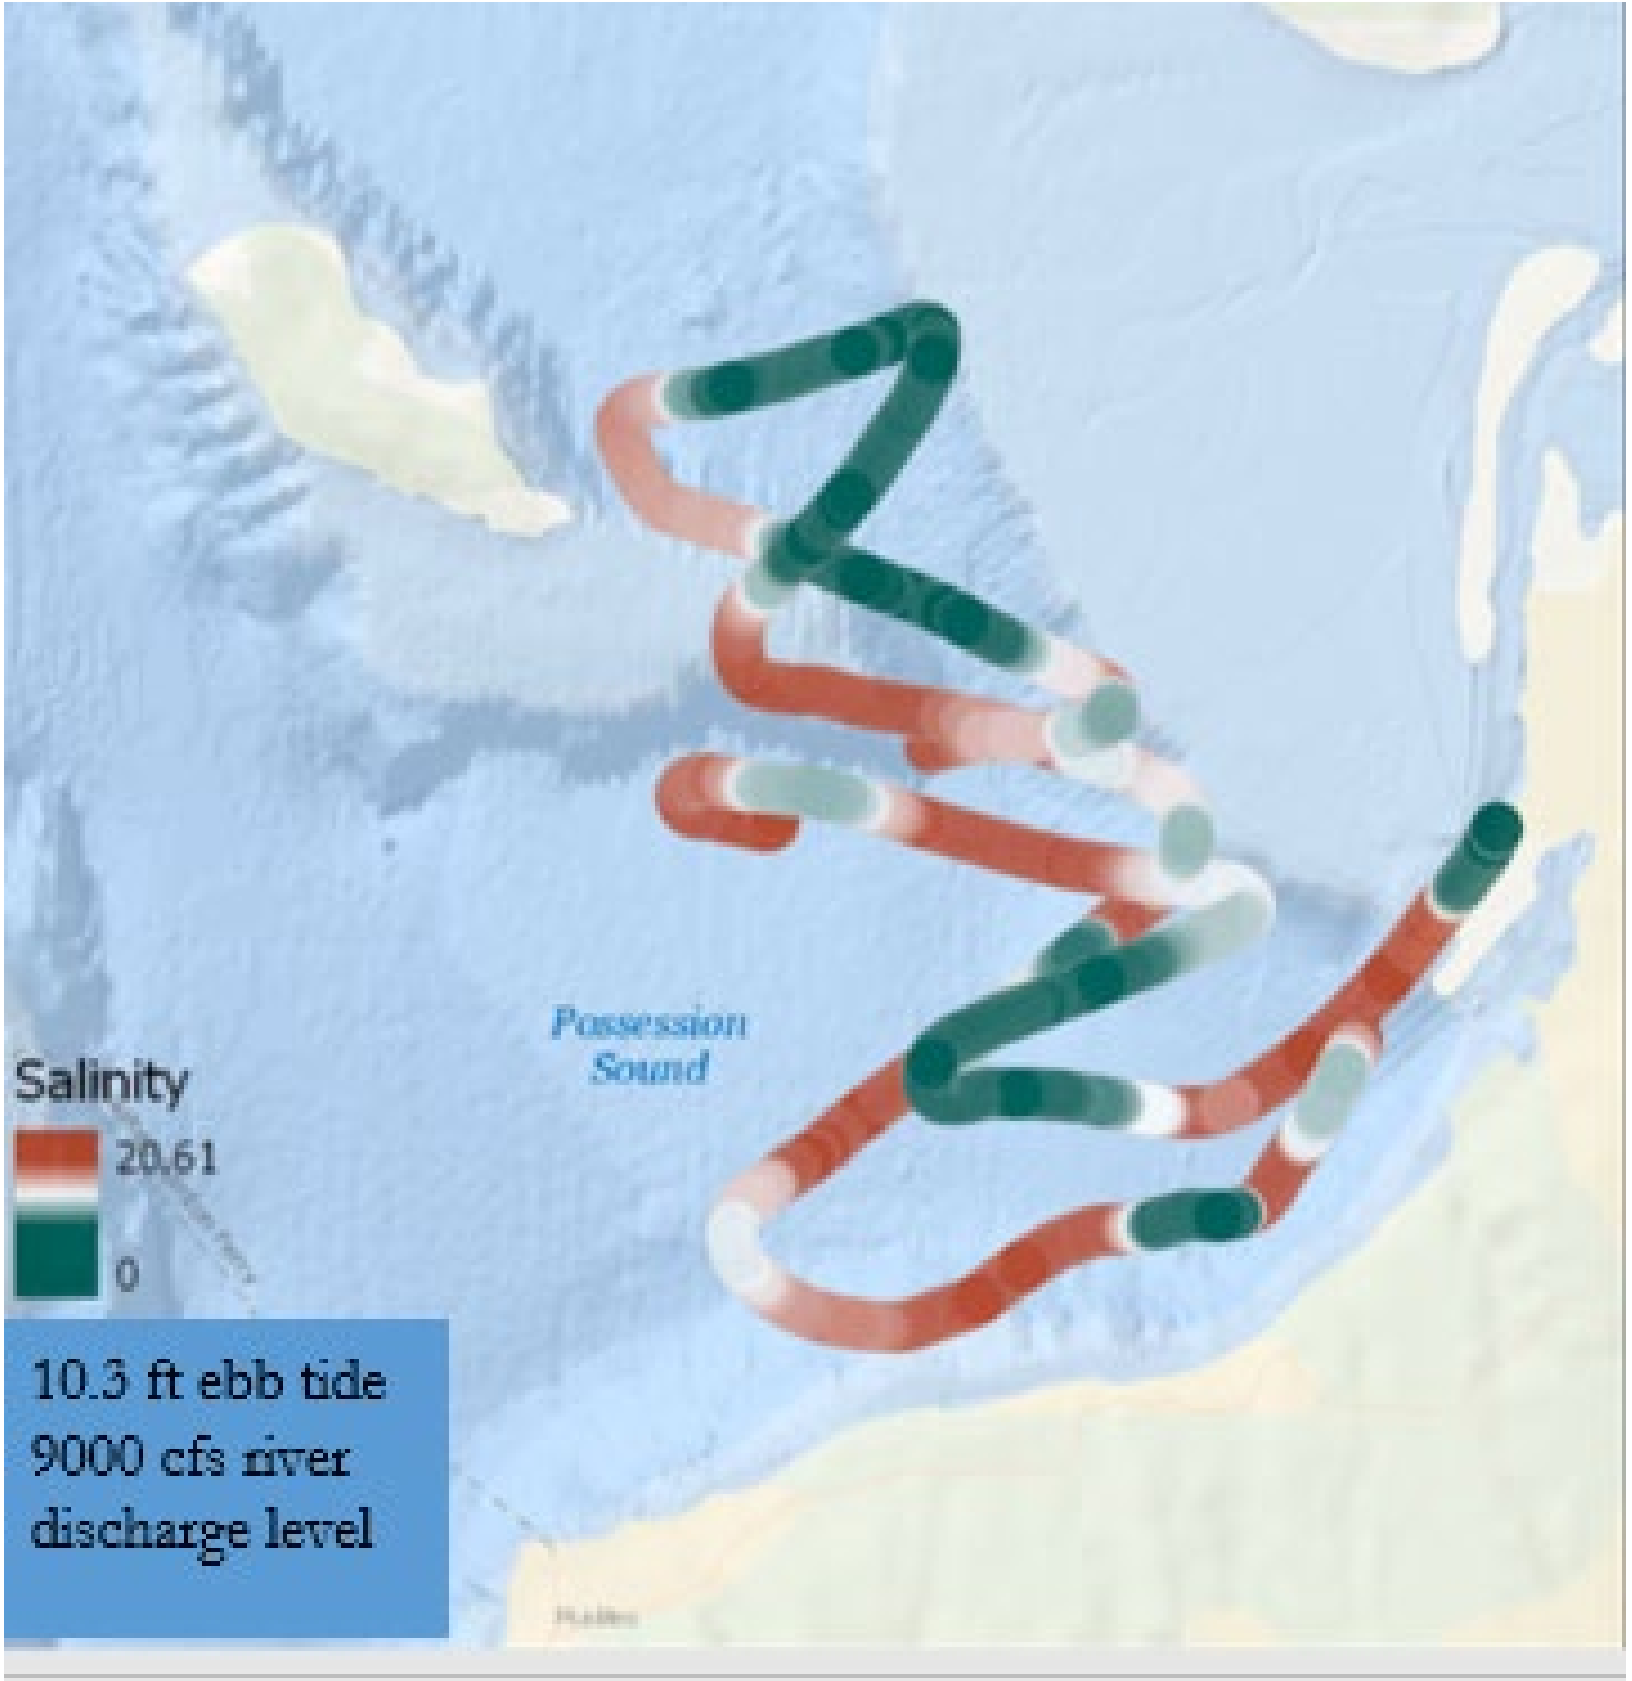 Possession
Sound
Salinity
20.61
0
10.3 ft ebb tide
9000 cfs river
discharge level